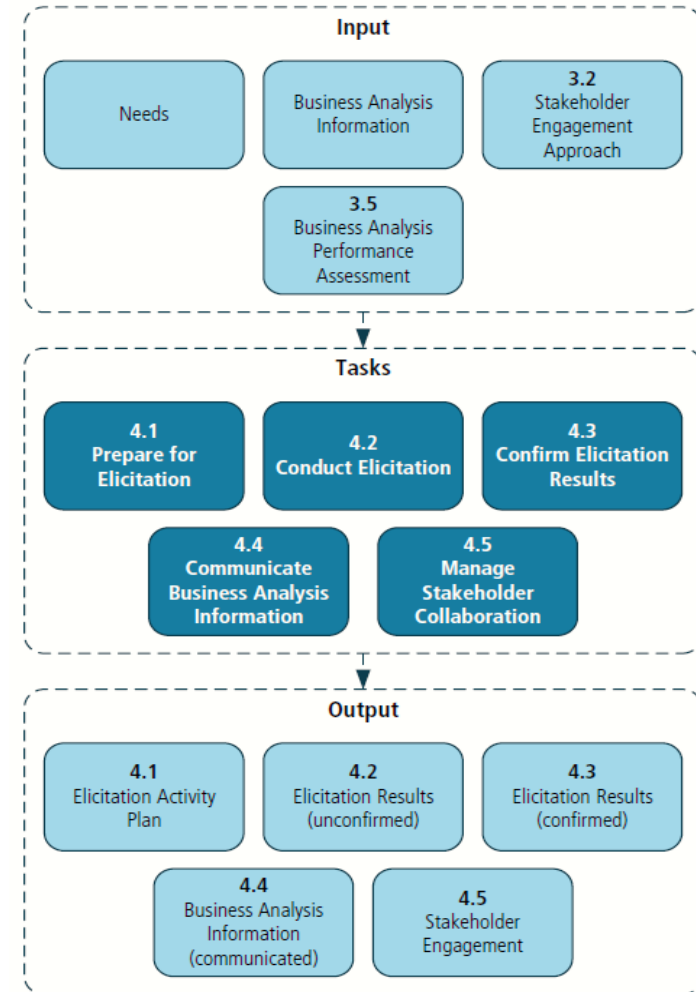 Input
Needs
Business Analysis
Information
3.2
Stakeholder
Engagement
Approach
3.5
Business Analysis
Performance
Assessment
Tasks
4.1
Prepare for
Elicitation
4.2
Conduct Elicitation
4.3
Confirm Elicitation
Results
4.4
Communicate
Business Analysis
Information
4.5
Manage
Stakeholder
Collaboration
Output
4.1
Elicitation Activity
Plan
4.2
Elicitation Results
(unconfirmed)
4.3
Elicitation Results
(confirmed)
4.4
Business Analysis
Information
(communicated)
4.5
Stakeholder
Engagement